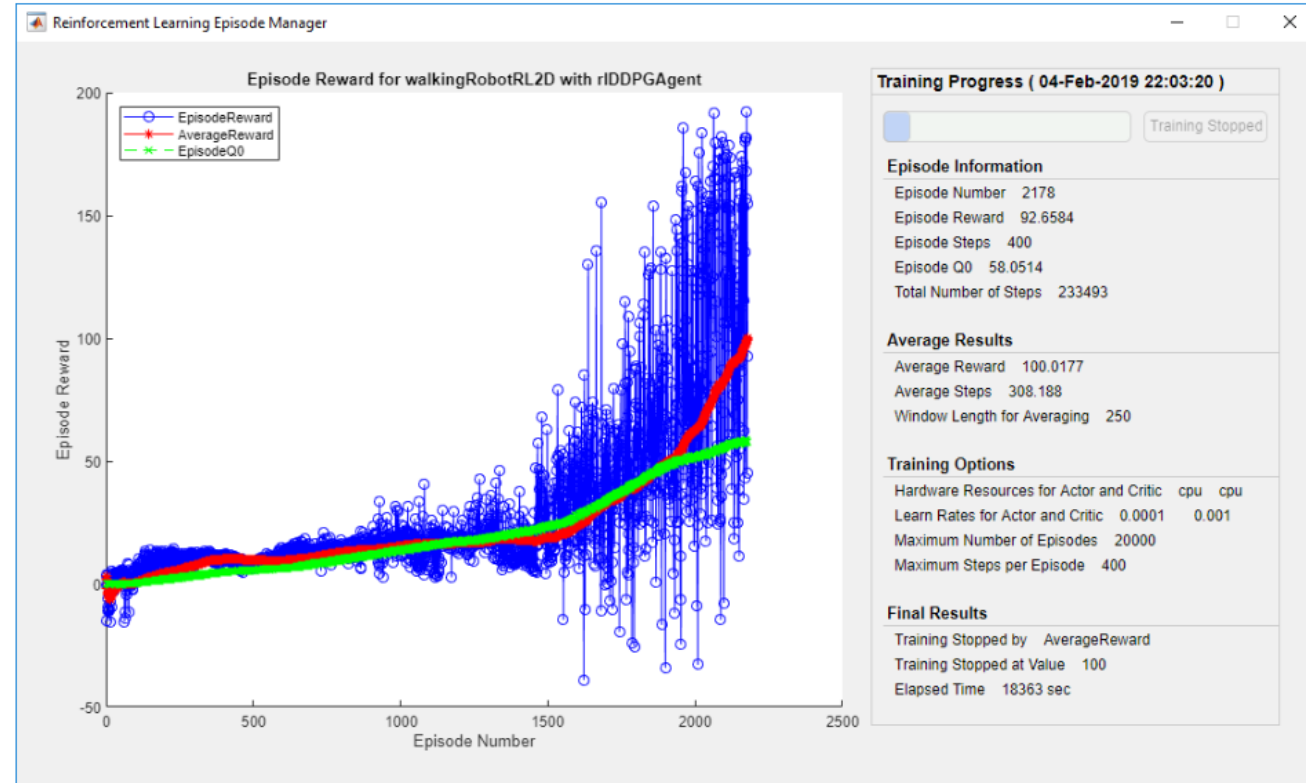 Reinforcement Learning Episode Manager
Episode Reward for walkingRobotRL2D with rlDDPGAgent
200
150
100
50
0
-50
0
500
1000
1500
2000
2500
Episode Reward
Episode Number
EpisodeReward
AverageReward
EpisodeQ0
Training Progress ( 04-Feb-2019 22:03:20 )
Training Stopped
Episode Information
Episode Number 2178
Episode Reward 92.6584
Episode Steps 400
Episode Q0 58.0514
Total Number of Steps 233493
Average Results
Average Reward 100.0177
Average Steps 308.188
Window Length for Averaging 250
Training Options
Hardware Resources for Actor and Critic cpu cpu
Learn Rates for Actor and Critic 0.0001 0.001
Maximum Number of Episodes 20000
Maximum Steps per Episode 400
Final Results
Training Stopped by AverageReward
Training Stopped at Value 100
Elapsed Time 18363 sec